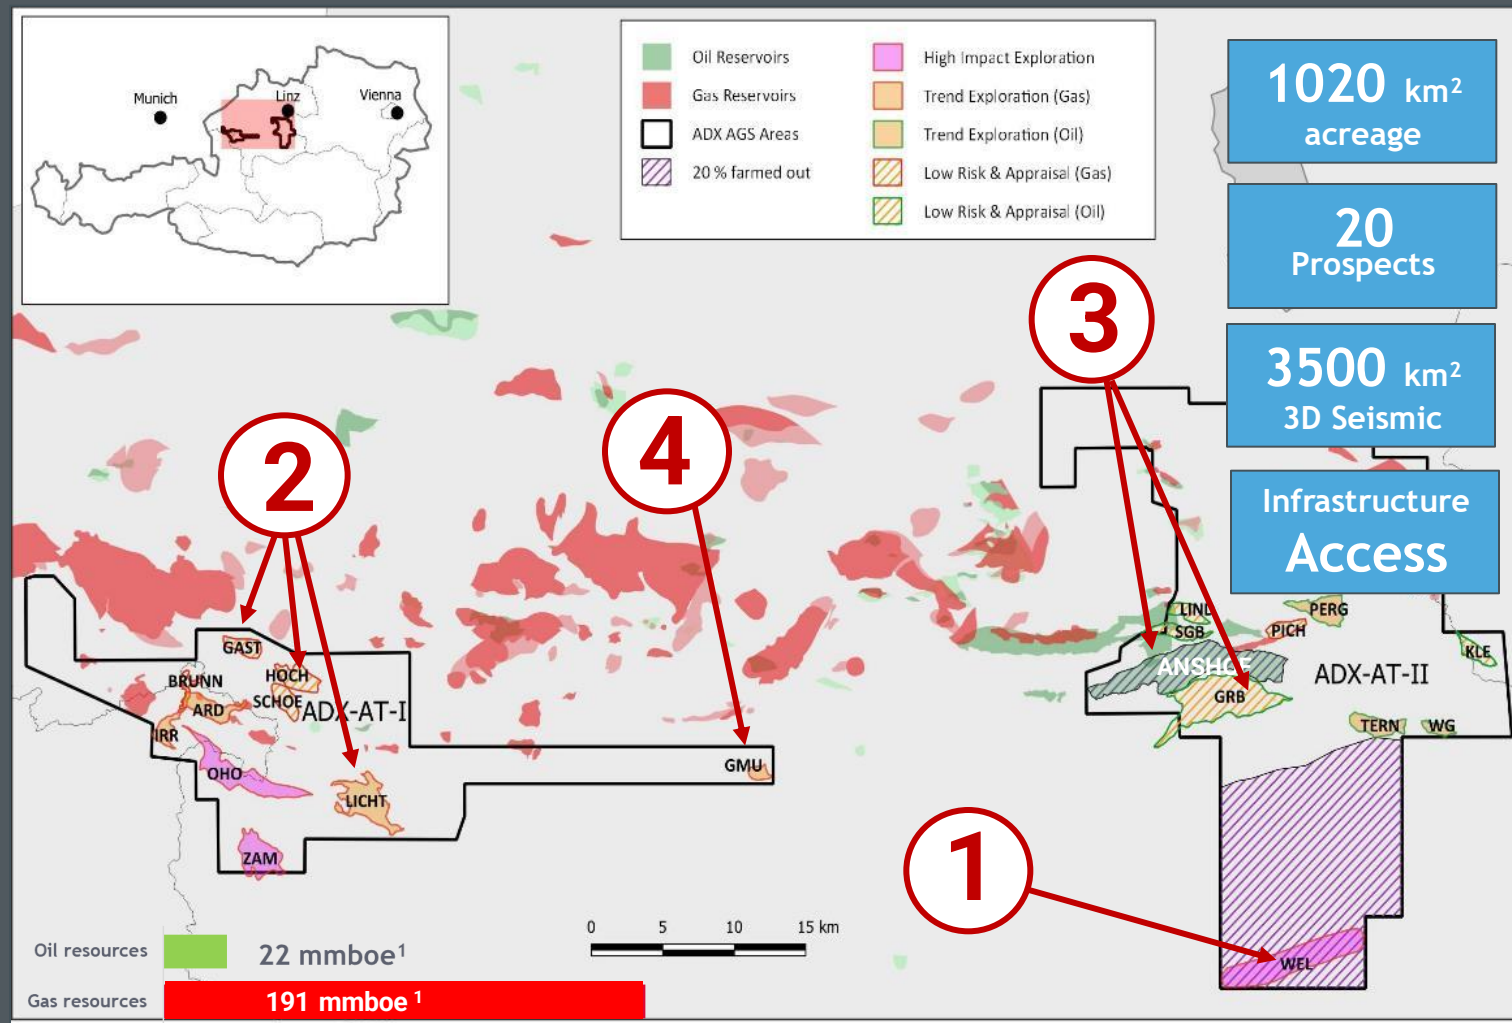 Munich
Linz
Vienna
Oil Reservoirs
Gas Reservoirs
ADX AGS Areas
20 % farmed out
High Impact Exploration
Trend Exploration (Gas)
Trend Exploration (Oil)
Low Risk & Appraisal (Gas)
Low Risk & Appraisal (Oil)
1020 km²
acreage
20
Prospects
3500 km²
3D Seismic
Infrastructure
Access
3
4
2
1
GAST
HOCH
BRUNN
SCHOE
ARD
ADX-AT-I
IRR
OHO
LICHT
ZAM
GMU
LIND
SGB
PERG
PICH
KLE
ANSHOF
ADX-AT-II
GRB
TERN
WG
WEL
0 5 10 15 km
Oil resources 22 mmboe¹
Gas resources 191 mmboe ¹